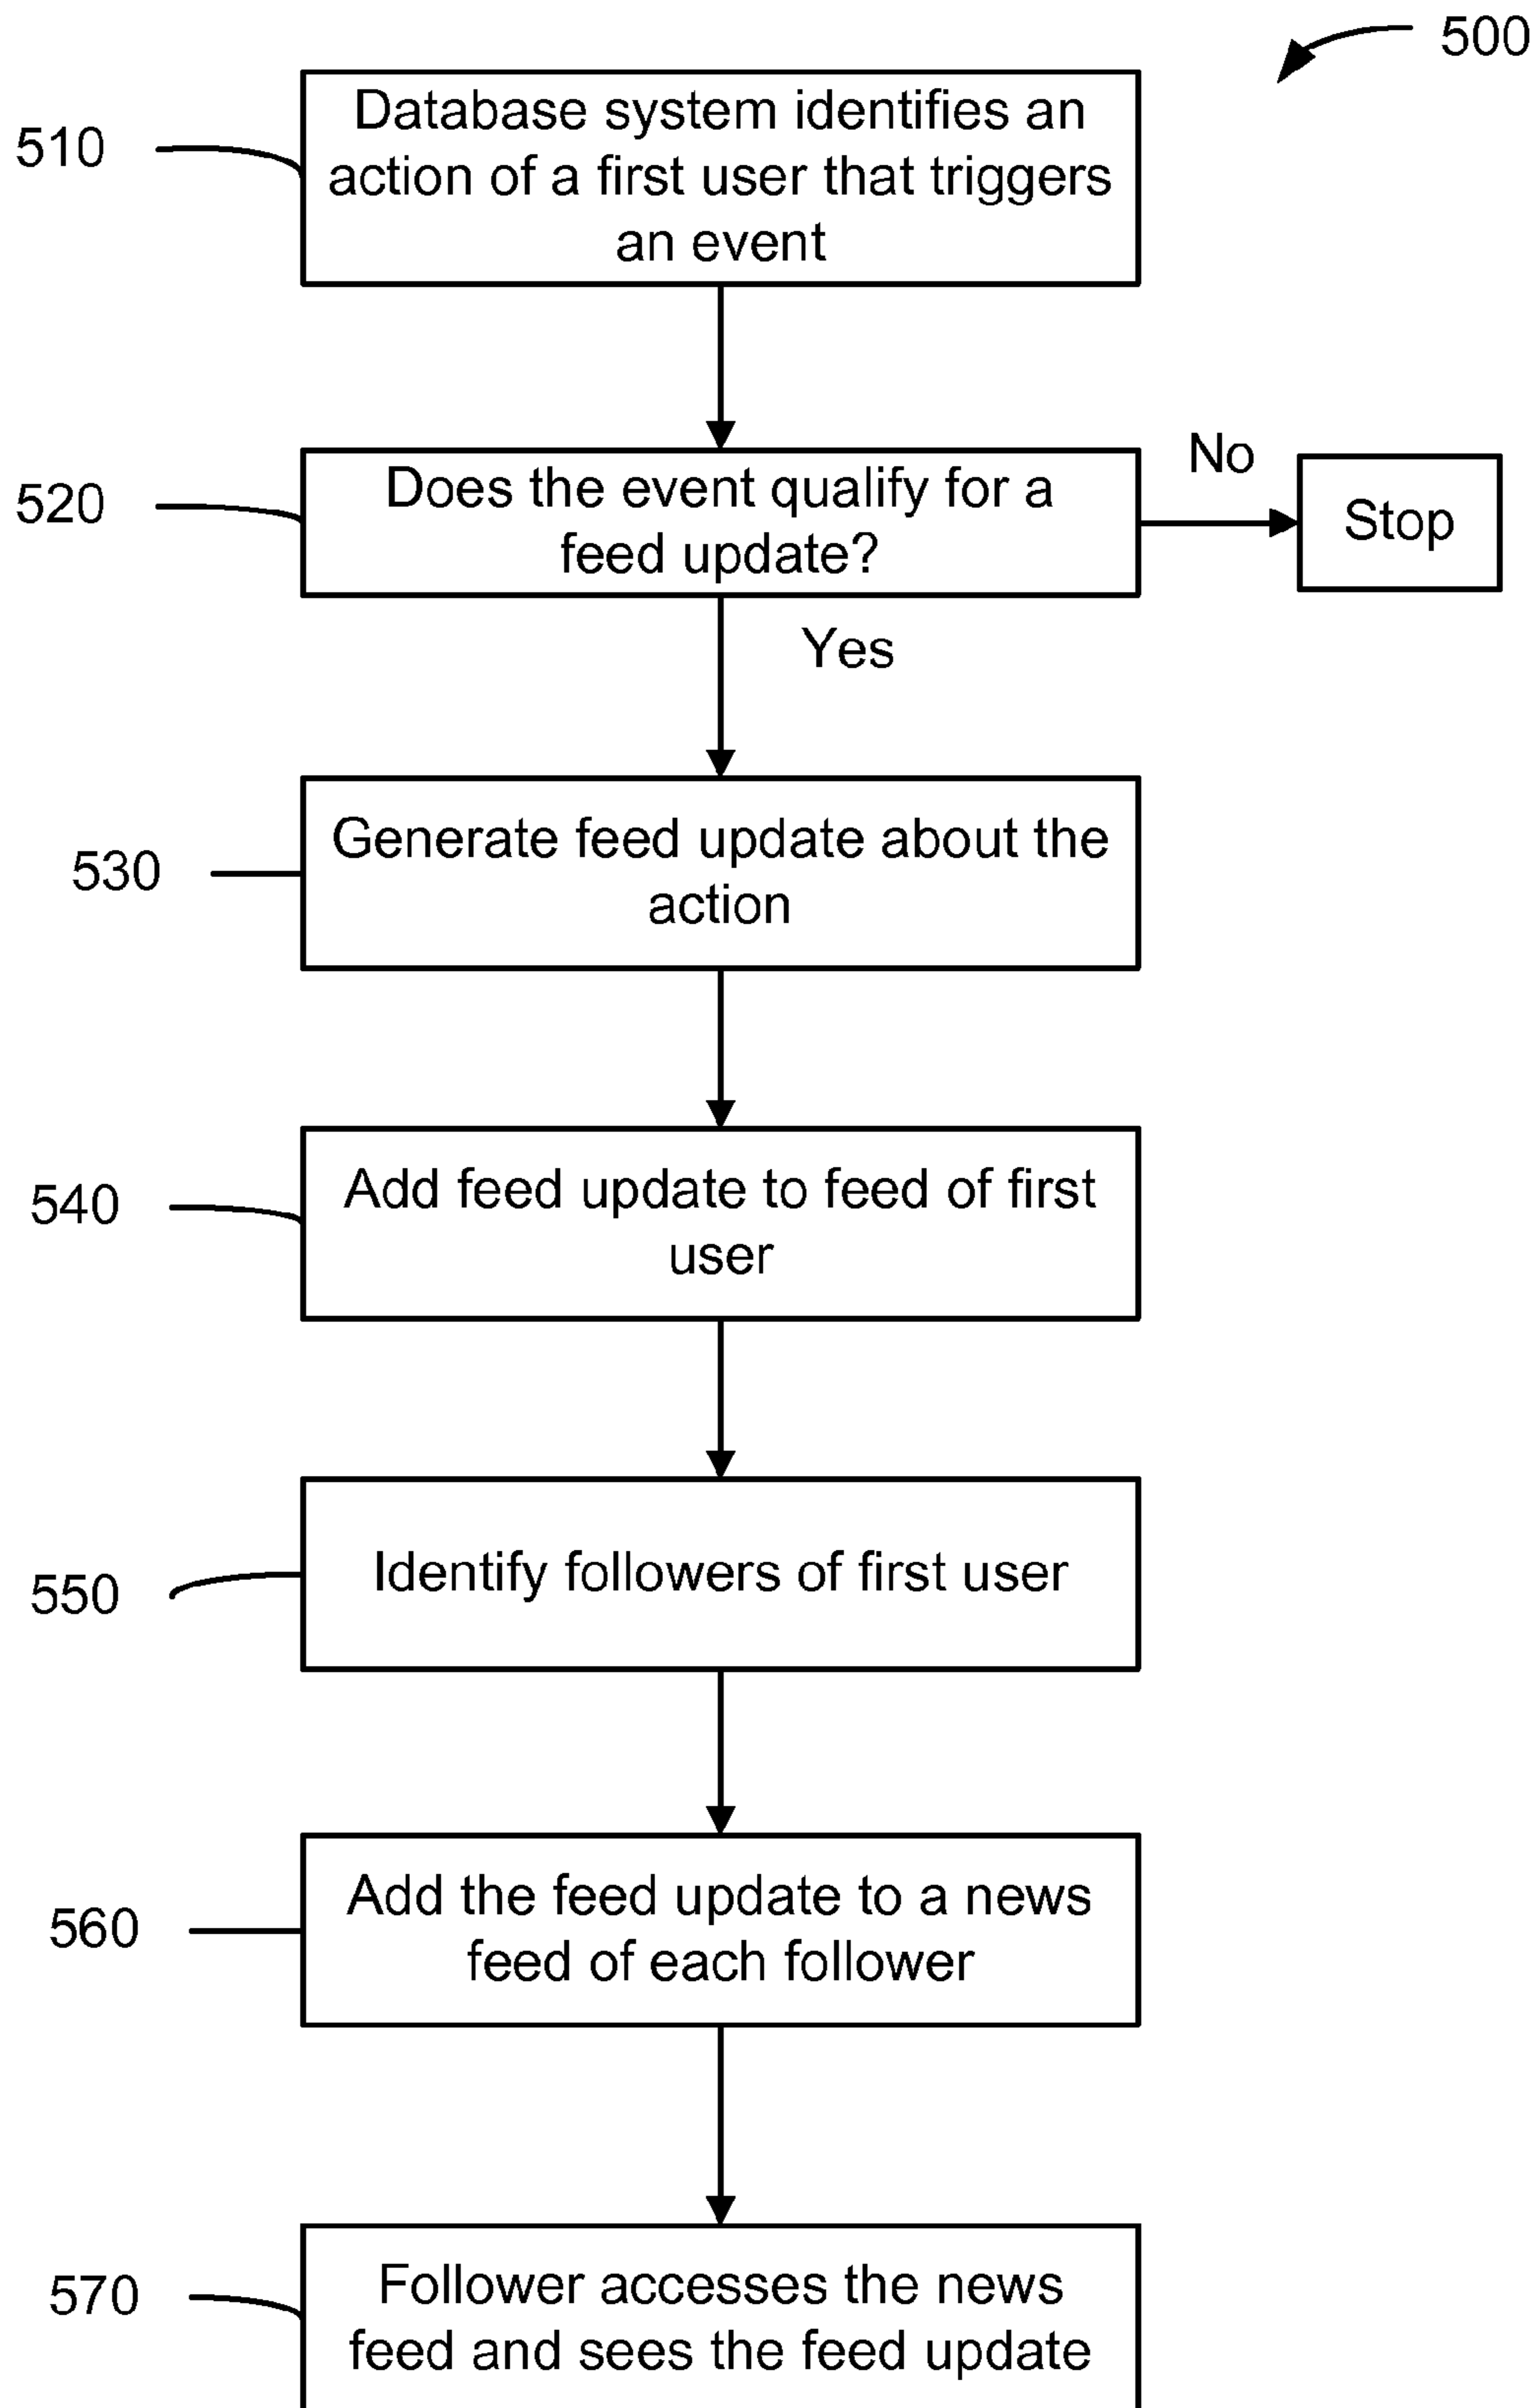 500
510
Database system identifies an
action of a first user that triggers
an event
520
Does the event qualify for a
feed update?
No
Stop
Yes
530
Generate feed update about the
action
540
Add feed update to feed of first
user
550
Identify followers of first user
560
Add the feed update to a news
feed of each follower
570
Follower accesses the news
feed and sees the feed update